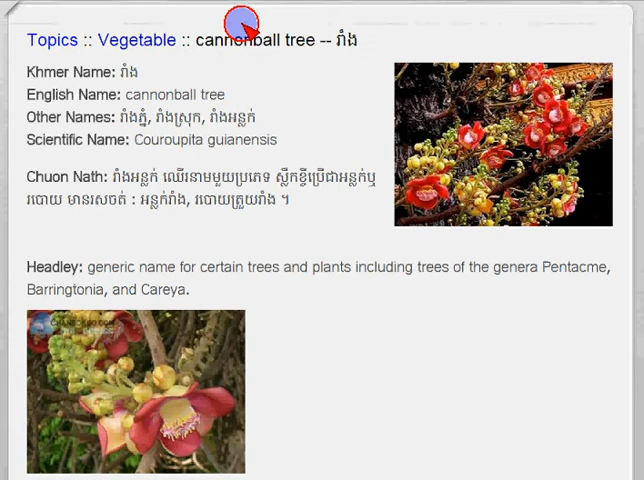 Topics :: Vegetable :: cannonball tree -- រាំង
Khmer Name: រាំង
English Name: cannonball tree
Other Names: រាំងភ្នំ, រាំងស្រុក, រាំងអន្លក់
Scientific Name: Couroupita guianensis
Chuon Nath: រាំងអន្លក់ ឈើរនាមមួយប្រភេទ ស្លឹកខ្ចីប្រើជាអន្លក់ឬ
របោយ មានរសចត់ : អន្លក់រាំង, របោយត្រួយរាំង ។
Headley: generic name for certain trees and plants including trees of the genera Pentacme,
Barringtonia, and Careya.